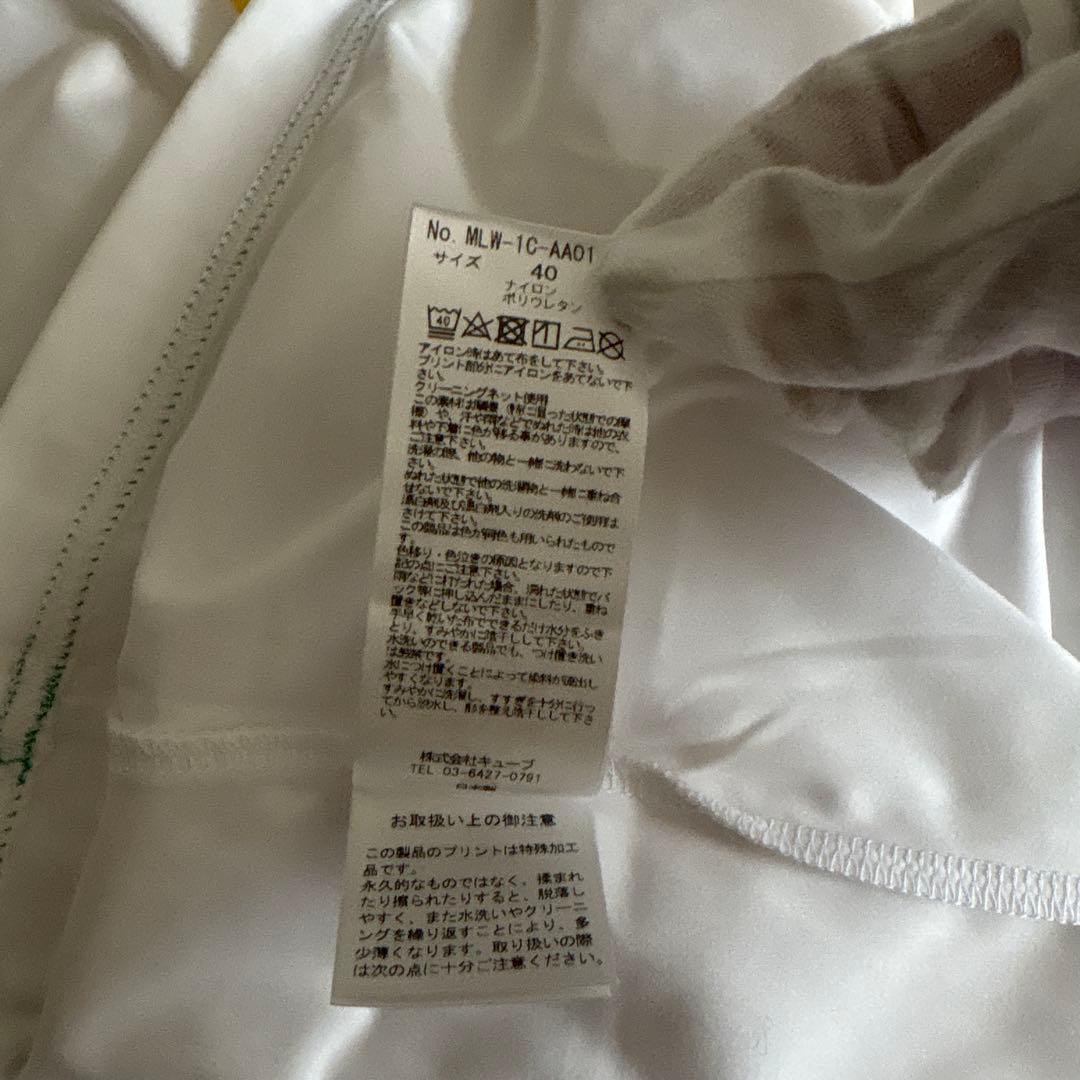 No. MLW-1C-AA01
サイズ 40
ナイロン
ポリウレタン
40
アイロン時はあて布をして下さい。
プリント部分にアイロンをあてないで下
さい。
クリーニングネット使用
この素材は摩擦（特に湿った状態での摩
擦）や、汗や雨などでぬれた時は他の衣
料や下着に色が移る事がありますので、
ご注意下さい。
洗濯の際、他の物と一緒に洗わないで下
さい。
ぬれた状態で他の洗濯物と一緒に重ね合
せないで下さい。
漂白剤及び漂白剤入りの洗剤のご使用は
さけて下さい。
この製品は色が何色も用いられたもので
す。
色移り・色泣きの原因となりますので下
記の点にご注意下さい。
雨などに打たれた場合、濡れた状態でバ
ック等に押し込んだままにしたり、重ね
置きなどしないで下さい。
手早く乾いた布でできるだけ水分をふき
とり、すみやかに陰干しして下さい。
水洗いのできる製品でも、つけ置き洗い
は厳禁です。
水につけ置くことによって染料が流出し
やすくなります。
すみやかに洗濯し、すすぎを十分に行っ
てから脱水し、形を整え陰干しして下さ
い。
株式会社キューブ
TEL 03-6427-0791
日本製
お取扱い上の御注意
この製品のプリントは特殊加工
品です。
永久的なものではなく、揉まれ
たり擦られたりすると、脱落し
やすく、また水洗いやクリーニ
ングを繰り返すことにより、多
少薄くなります。取り扱いの際
は次の点に十分ご注意ください。